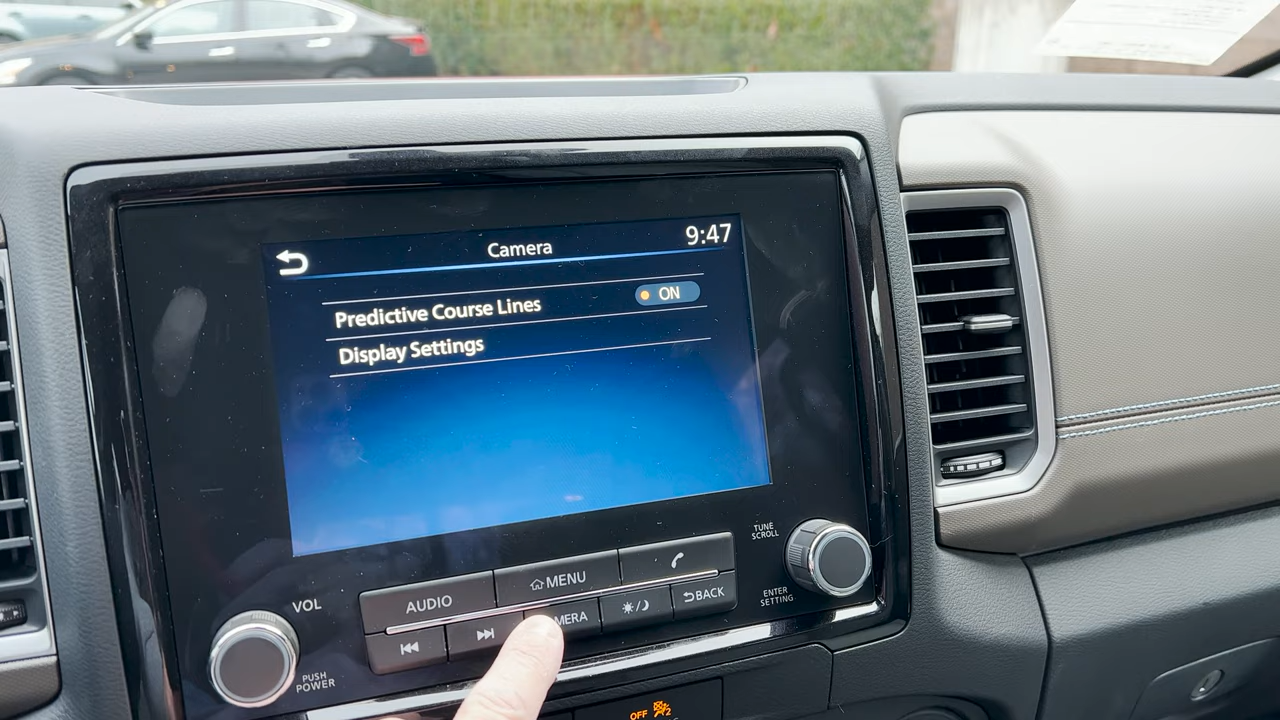 Camera
9:47
Predictive Course Lines
ON
Display Settings
TUNE
SCROLL
MENU
AUDIO
BACK
MERA
VOL
ENTER
SETTING
PUSH
POWER
OFF